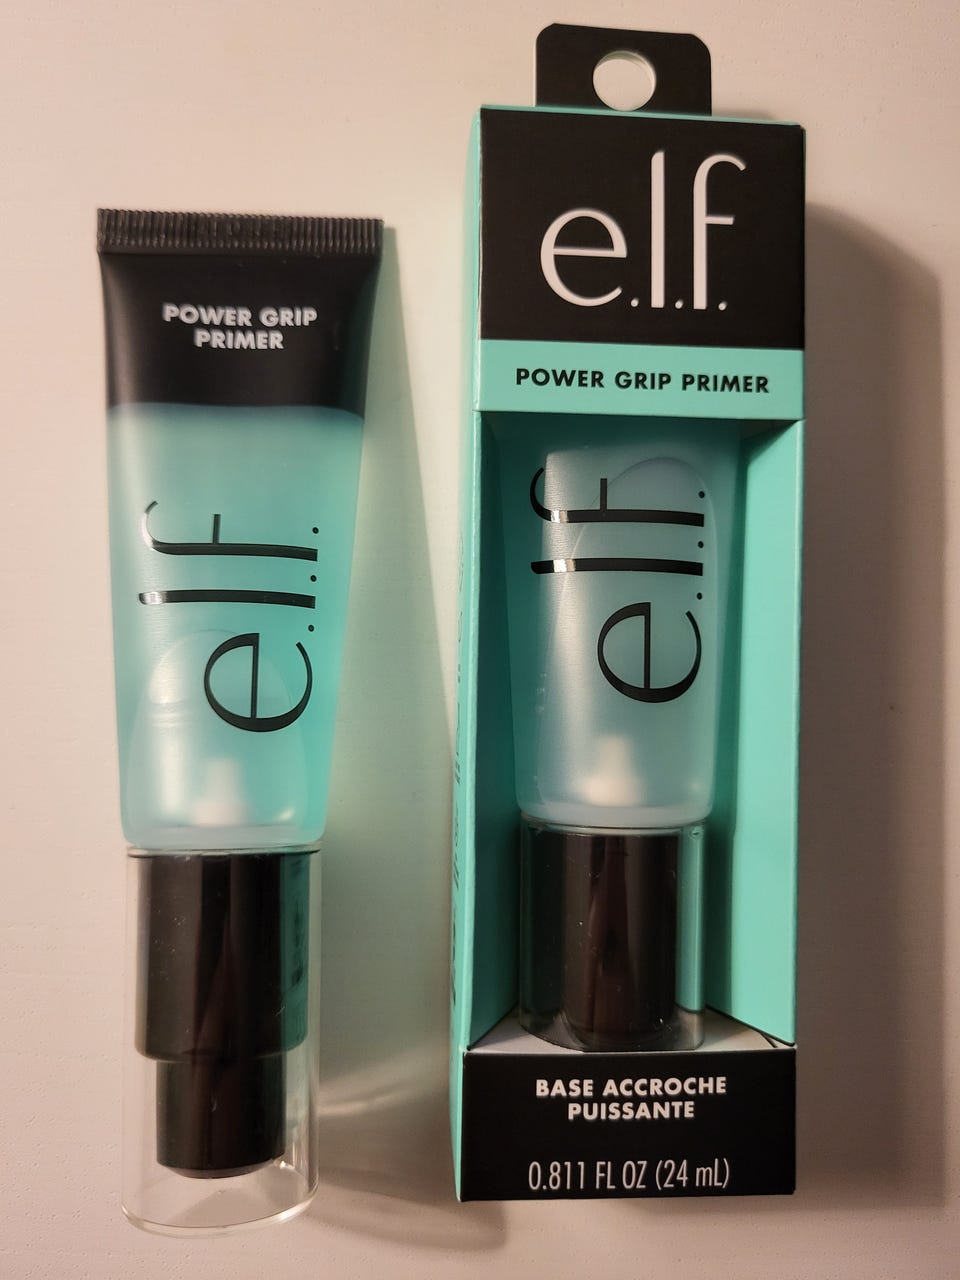 POWER GRIP
PRIMER
e.l.f.
e.l.f.
POWER GRIP PRIMER
e.l.f.
BASE ACCROCHE
PUISSANTE
0.811 FL OZ (24 mL)